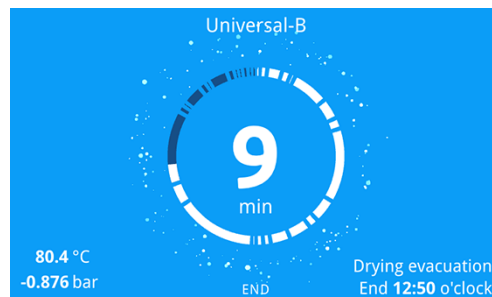 Universal-B
9
min
80.4 °C
-0.876 bar
END
Drying evacuation
End 12:50 o'clock